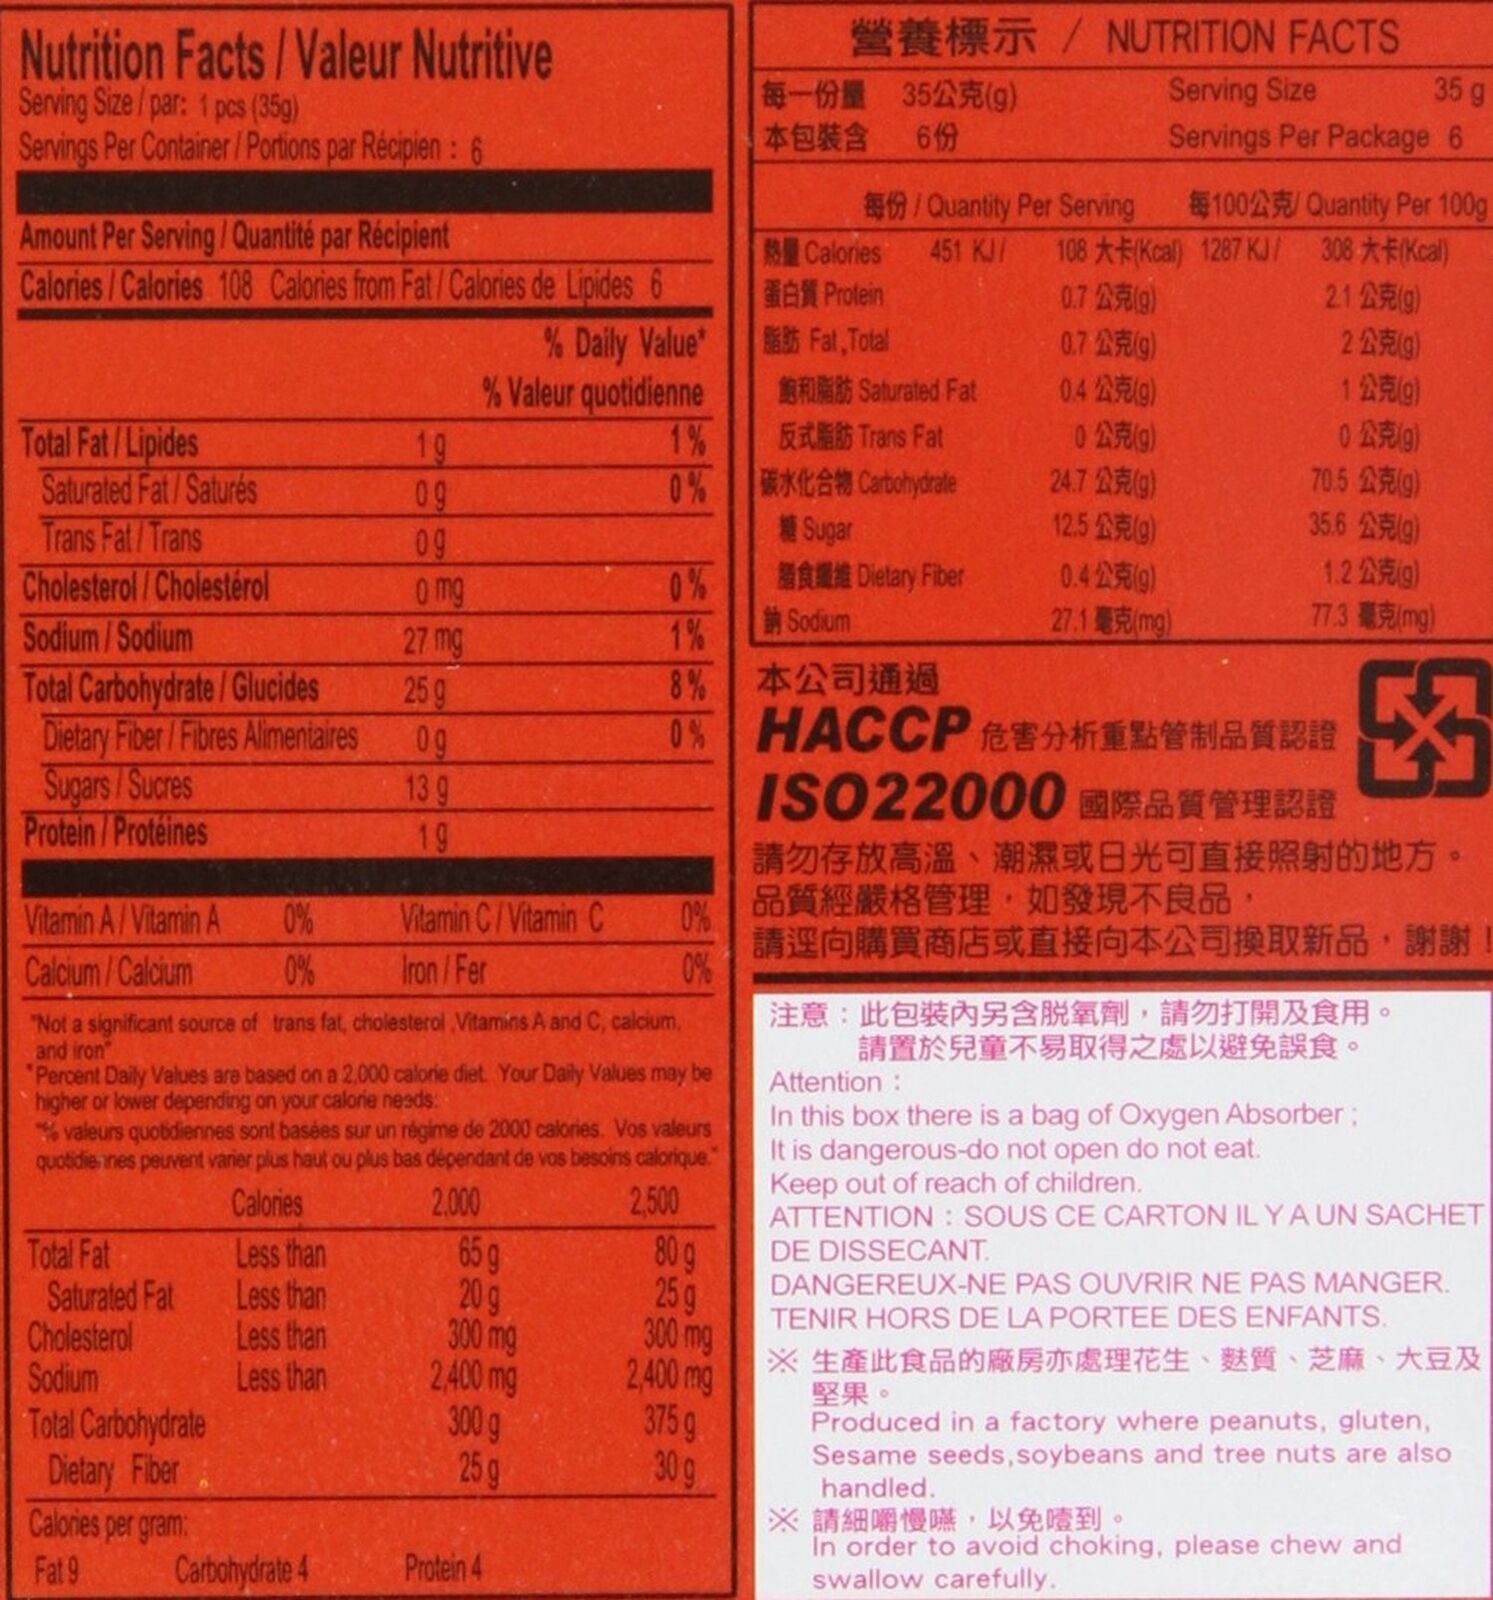 Nutrition Facts / Valeur Nutritive
Serving Size / par: 1 pcs (35g)
Servings Per Container / Portions par Récipien : 6
Amount Per Serving / Quantité par Récipient
Calories / Calories 108 Calories from Fat / Calories de Lipides 6
% Daily Value*
% Valeur quotidienne
Total Fat / Lipides 1 g 1 %
Saturated Fat / Saturés 0 g 0 %
Trans Fat / Trans 0 g
Cholesterol / Cholestérol 0 mg 0 %
Sodium / Sodium 27 mg 1 %
Total Carbohydrate / Glucides 25 g 8 %
Dietary Fiber / Fibres Alimentaires 0 g 0 %
Sugars / Sucres 13 g
Protein / Protéines 1 g
Vitamin A / Vitamin A 0% Vitamin C / Vitamin C 0%
Calcium / Calcium 0% Iron / Fer 0%
"Not a significant source of trans fat, cholesterol ,Vitamins A and C, calcium,
and iron"
*Percent Daily Values are based on a 2,000 calorie diet. Your Daily Values may be
higher or lower depending on your calorie needs:
"% valeurs quotidiennes sont basées sur un régime de 2000 calories. Vos valeurs
quotidiennes peuvent varier plus haut ou plus bas dépendant de vos besoins calorique."
Calories 2,000 2,500
Total Fat Less than 65 g 80 g
Saturated Fat Less than 20 g 25 g
Cholesterol Less than 300 mg 300 mg
Sodium Less than 2,400 mg 2,400 mg
Total Carbohydrate 300 g 375 g
Dietary Fiber 25 g 30 g
Calories per gram:
Fat 9 Carbohydrate 4 Protein 4
營養標示 / NUTRITION FACTS
每一份量 35公克(g) Serving Size 35 g
本包裝含 6份 Servings Per Package 6
每份 / Quantity Per Serving 每100公克/ Quantity Per 100g
熱量 Calories 451 KJ / 108 大卡(Kcal) 1287 KJ / 308 大卡(Kcal)
蛋白質 Protein 0.7 公克(g) 2.1 公克(g)
脂肪 Fat ,Total 0.7 公克(g) 2 公克(g)
飽和脂肪 Saturated Fat 0.4 公克(g) 1 公克(g)
反式脂肪 Trans Fat 0 公克(g) 0 公克(g)
碳水化合物 Carbohydrate 24.7 公克(g) 70.5 公克(g)
糖 Sugar 12.5 公克(g) 35.6 公克(g)
膳食纖維 Dietary Fiber 0.4 公克(g) 1.2 公克(g)
鈉 Sodium 27.1 毫克(mg) 77.3 毫克(mg)
本公司通過
HACCP 危害分析重點管制品質認證
ISO22000 國際品質管理認證
請勿存放高溫、潮濕或日光可直接照射的地方。
品質經嚴格管理，如發現不良品，
請逕向購買商店或直接向本公司換取新品，謝謝！
注意：此包裝內另含脫氧劑，請勿打開及食用。
請置於兒童不易取得之處以避免誤食。
Attention :
In this box there is a bag of Oxygen Absorber ;
It is dangerous-do not open do not eat.
Keep out of reach of children.
ATTENTION : SOUS CE CARTON IL Y A UN SACHET
DE DISSECANT.
DANGEREUX-NE PAS OUVRIR NE PAS MANGER.
TENIR HORS DE LA PORTEE DES ENFANTS.
※ 生產此食品的廠房亦處理花生、麩質、芝麻、大豆及
堅果。
Produced in a factory where peanuts, gluten,
Sesame seeds,soybeans and tree nuts are also
handled.
※ 請細嚼慢嚥，以免噎到。
In order to avoid choking, please chew and
swallow carefully.